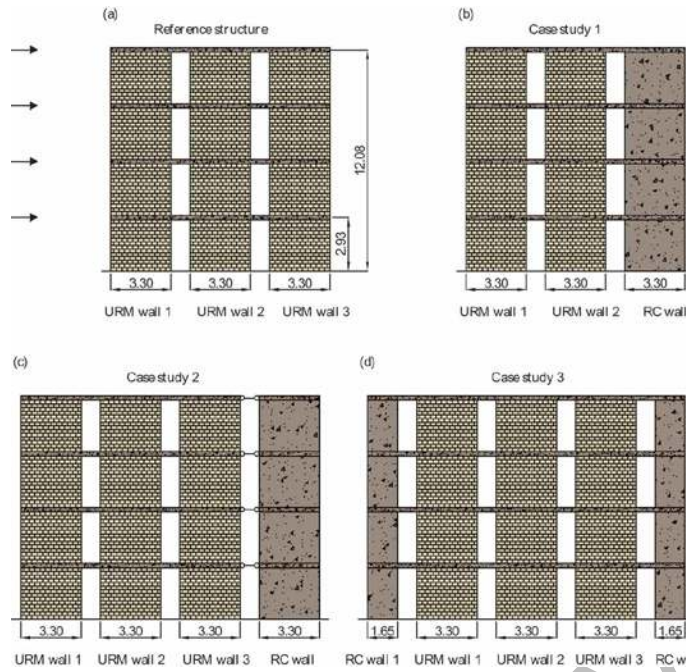 (a)
Reference structure
12.08
2.93
3.30
3.30
3.30
URM wall 1
URM wall 2
URM wall 3
(b)
Case study 1
3.30
3.30
3.30
URM wall 1
URM wall 2
RC wall
(c)
Case study 2
3.30
3.30
3.30
3.30
URM wall 1
URM wall 2
URM wall 3
RC wall
(d)
Case study 3
1.65
3.30
3.30
3.30
1.65
RC wall 1
URM wall 1
URM wall 2
URM wall 3
RC w